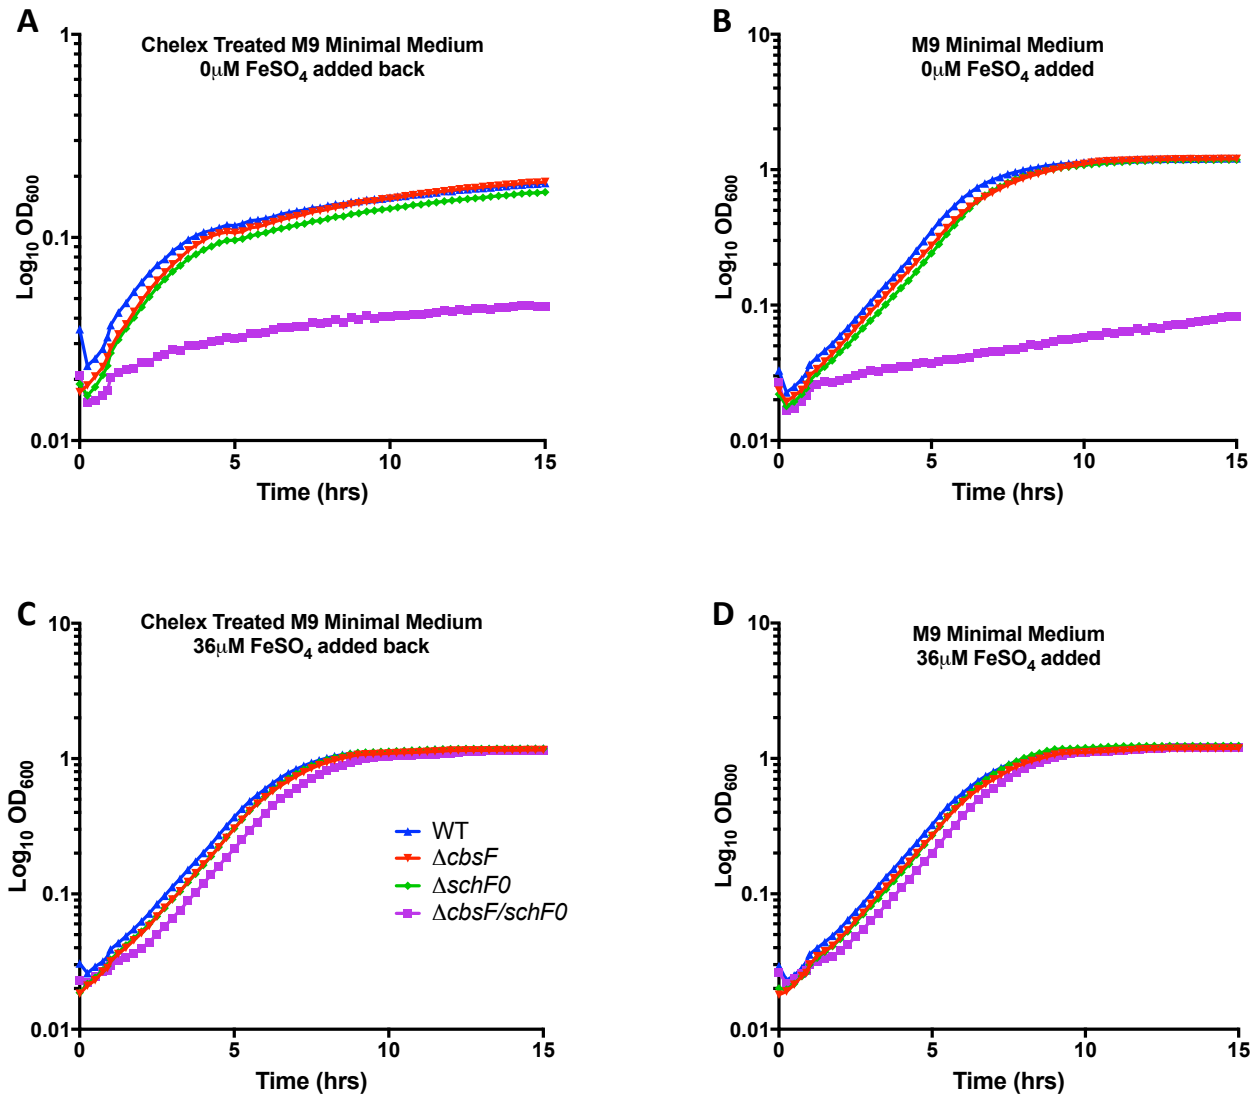 A
Chelex Treated M9 Minimal Medium
0μM FeSO4 added back
1
0.1
0.01
Log10 OD600
0
5
10
15
Time (hrs)
B
M9 Minimal Medium
0μM FeSO4 added
10
1
0.1
0.01
Log10 OD600
0
5
10
15
Time (hrs)
C
Chelex Treated M9 Minimal Medium
36μM FeSO4 added back
10
1
0.1
0.01
Log10 OD600
WT
ΔcbsF
ΔschF0
ΔcbsF/schF0
0
5
10
15
Time (hrs)
D
M9 Minimal Medium
36μM FeSO4 added
10
1
0.1
0.01
Log10 OD600
0
5
10
15
Time (hrs)